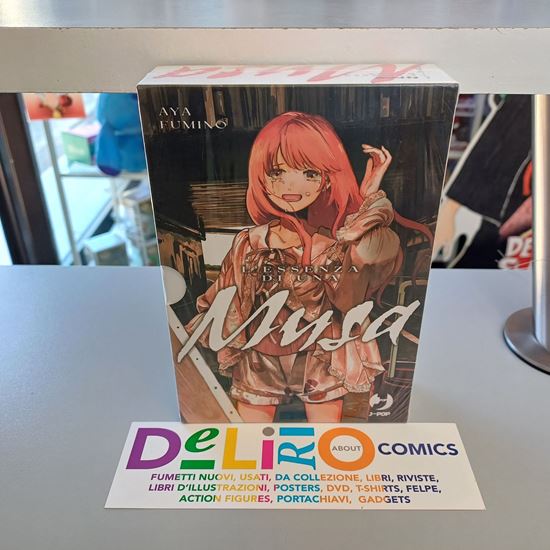 Musa
AYA
FUMINO
L'ESSENZA
DI UNA
Musa
J-POP
DELIRIO ABOUT COMICS
FUMETTI NUOVI, USATI, DA COLLEZIONE, LIBRI, RIVISTE,
LIBRI D'ILLUSTRAZIONI, POSTERS, DVD, T-SHIRTS, FELPE,
ACTION FIGURES, PORTACHIAVI, GADGETS